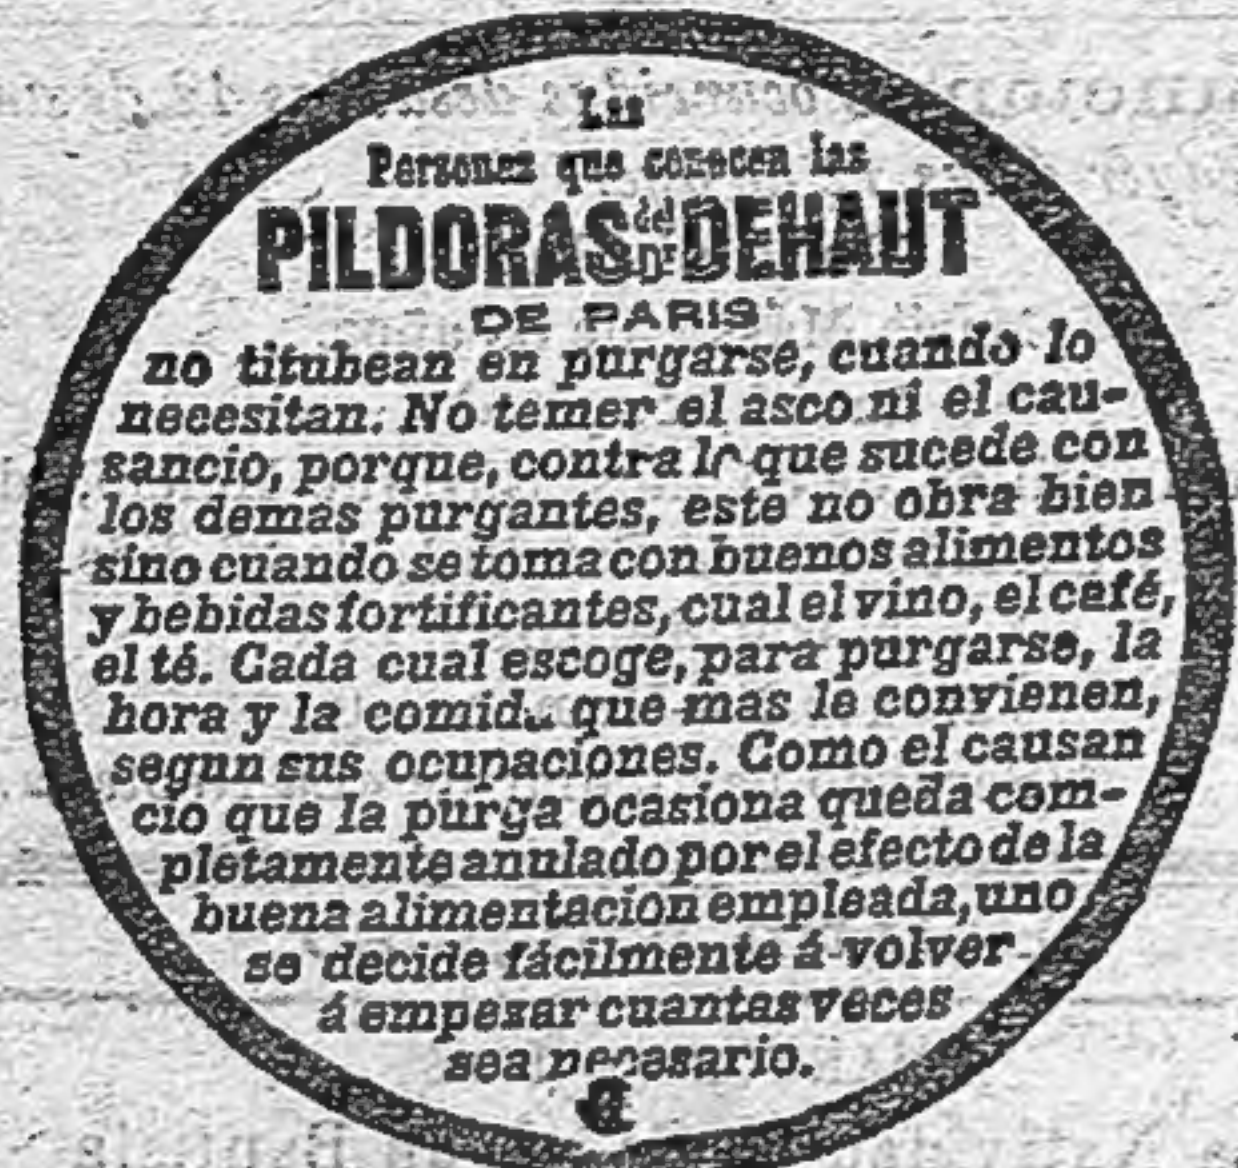 Las
Personas que conocen las
PILDORAS del Dr DEHAUT
DE PARIS
no titubean en purgarse, cuando lo
necesitan. No temer el asco ni el cau-
sancio, porque, contra lo que sucede con
los demas purgantes, este no obra bien
sino cuando se toma con buenos alimentos
y bebidas fortificantes, cual el vino, el café,
el té. Cada cual escoge, para purgarse, la
hora y la comida que mas le convienen,
segun sus ocupaciones. Como el causan
cio que la purga ocasiona queda com-
pletamente anulado por el efecto de la
buena alimentacion empleada, uno
se decide fácilmente á volver
á empezar cuantas veces
sea necesario.